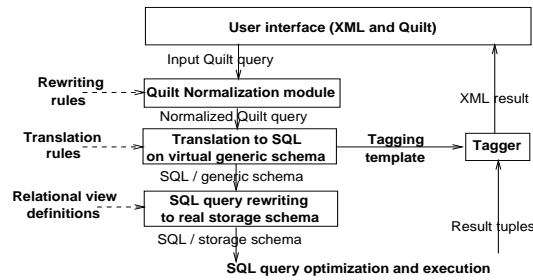 User interface (XML and Quilt)
Input Quilt query
Rewriting
rules
Quilt Normalization module
XML result
Normalized Quilt query
Translation
rules
Translation to SQL
on virtual generic schema
Tagging
template
Tagger
SQL / generic schema
Relational view
definitions
SQL query rewriting
to real storage schema
Result tuples
SQL / storage schema
SQL query optimization and execution